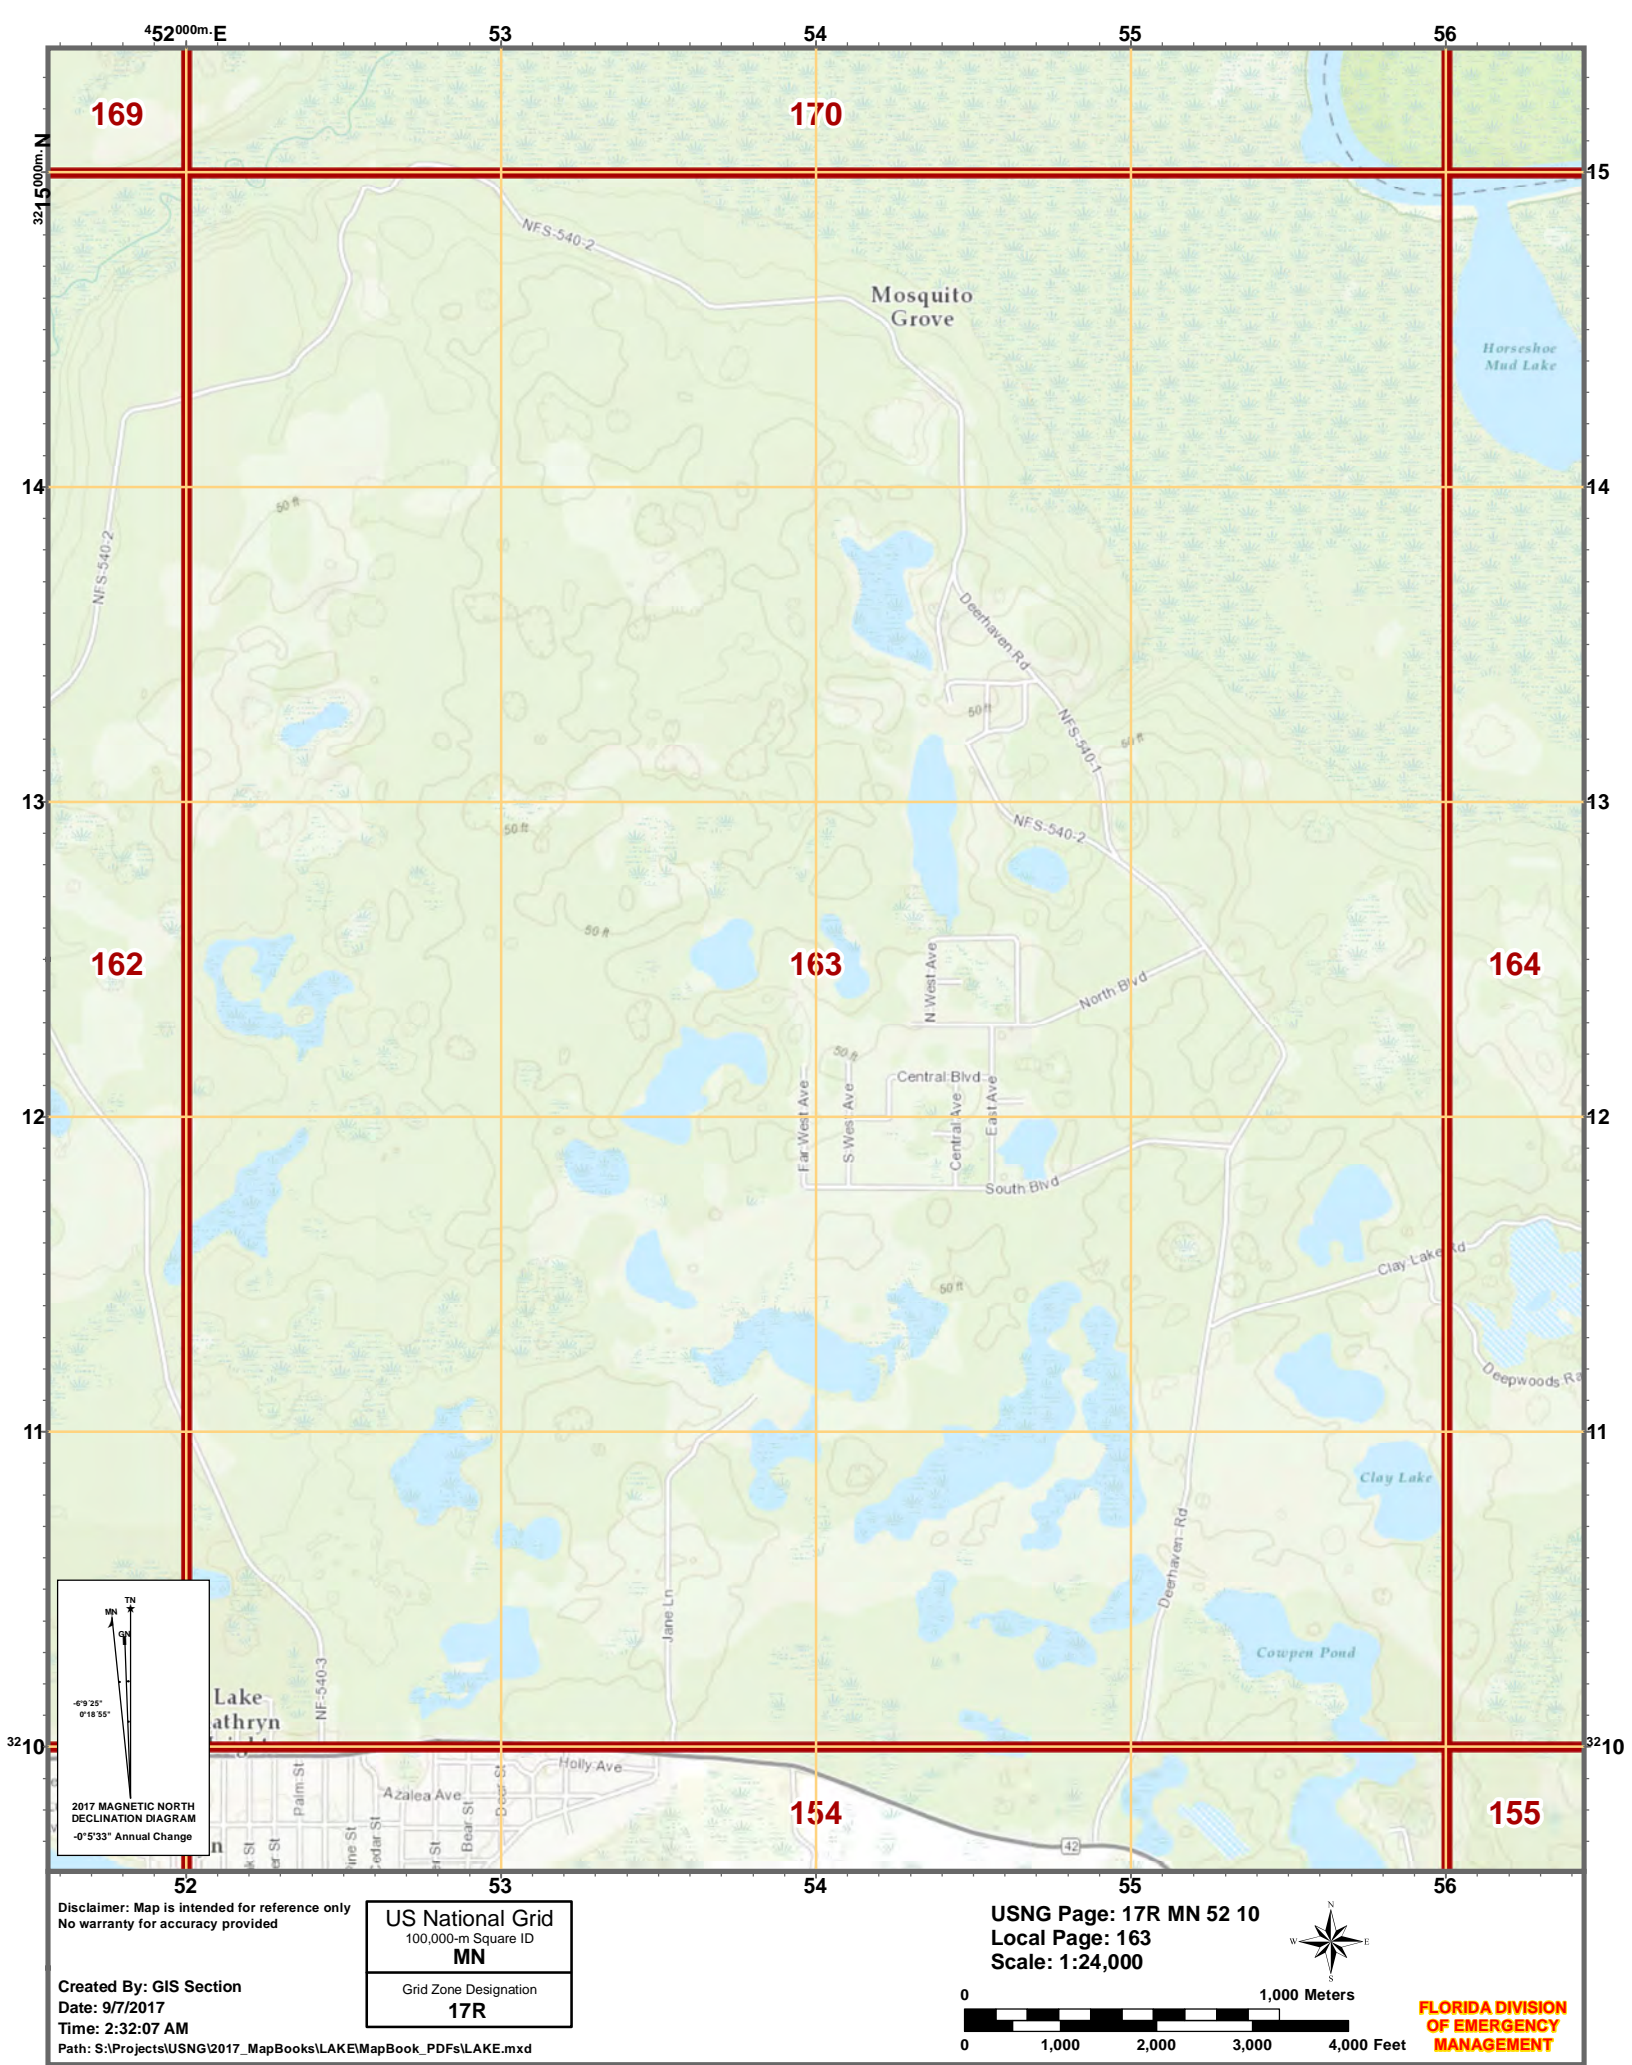 452000m. E
53
54
55
56
169
170
3215000m. N
15
NFS-540-2
Mosquito
Grove
Horseshoe
Mud Lake
14
14
50 ft
NFS-540-2
Deerhaven Rd
50 ft
NFS-540-1
50 ft
13
13
NFS-540-2
50 ft
50 ft
162
163
164
N West Ave
North Blvd
50 ft
Central Blvd
12
12
Far West Ave
S West Ave
Central Ave
East Ave
South Blvd
Clay Lake Rd
50 ft
Deepwoods Ra
11
11
Clay Lake
Deerhaven Rd
Jane Ln
Cowpen Pond
NF-540-3
Lake
athryn
3210
3210
Holly Ave
Palm St
Azalea Ave
Bear St
154
155
42
TN
MN
GN
-6°9'25"
0°18'55"
2017 MAGNETIC NORTH
DECLINATION DIAGRAM
-0°5'33" Annual Change
52
53
54
55
56
Disclaimer: Map is intended for reference only
No warranty for accuracy provided
Created By: GIS Section
Date: 9/7/2017
Time: 2:32:07 AM
Path: S:\Projects\USNG\2017_MapBooks\LAKE\MapBook_PDFs\LAKE.mxd
US National Grid
100,000-m Square ID
MN
Grid Zone Designation
17R
USNG Page: 17R MN 52 10
Local Page: 163
Scale: 1:24,000
N
W
E
S
0
1,000 Meters
0
1,000
2,000
3,000
4,000 Feet
FLORIDA DIVISION
OF EMERGENCY
MANAGEMENT